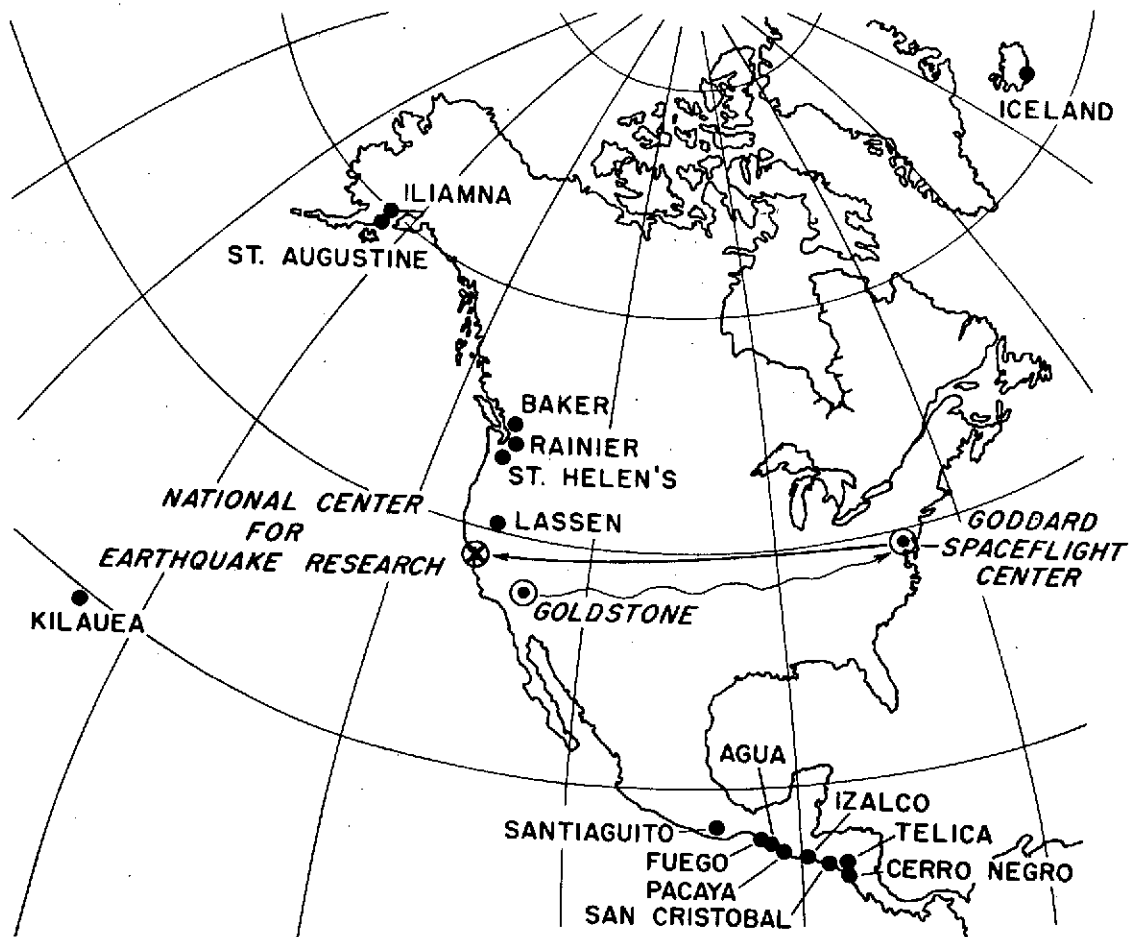 ICELAND
ILIAMNA
ST. AUGUSTINE
BAKER
RAINIER
ST. HELEN'S
NATIONAL CENTER
FOR
EARTHQUAKE RESEARCH
LASSEN
GODDARD
SPACEFLIGHT
CENTER
KILAUEA
GOLDSTONE
AGUA
IZALCO
SANTIAGUITO
TELICA
FUEGO
CERRO NEGRO
PACAYA
SAN CRISTOBAL